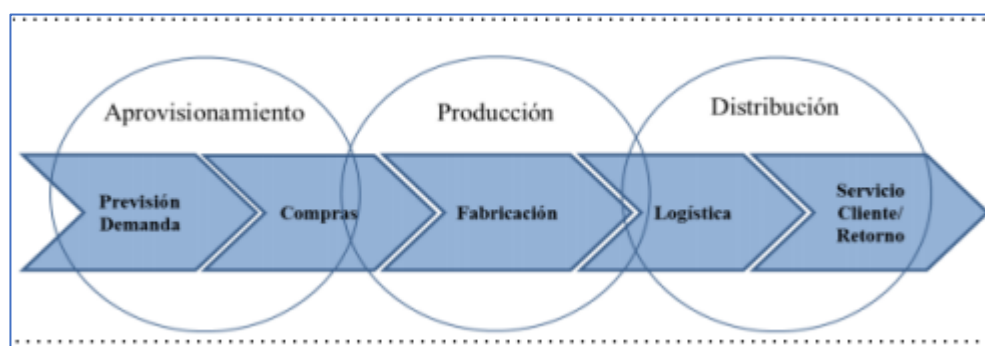 Aprovisionamiento
Producción
Distribución
Previsión
Demanda
Compras
Fabricación
Logística
Servicio
Cliente/
Retorno